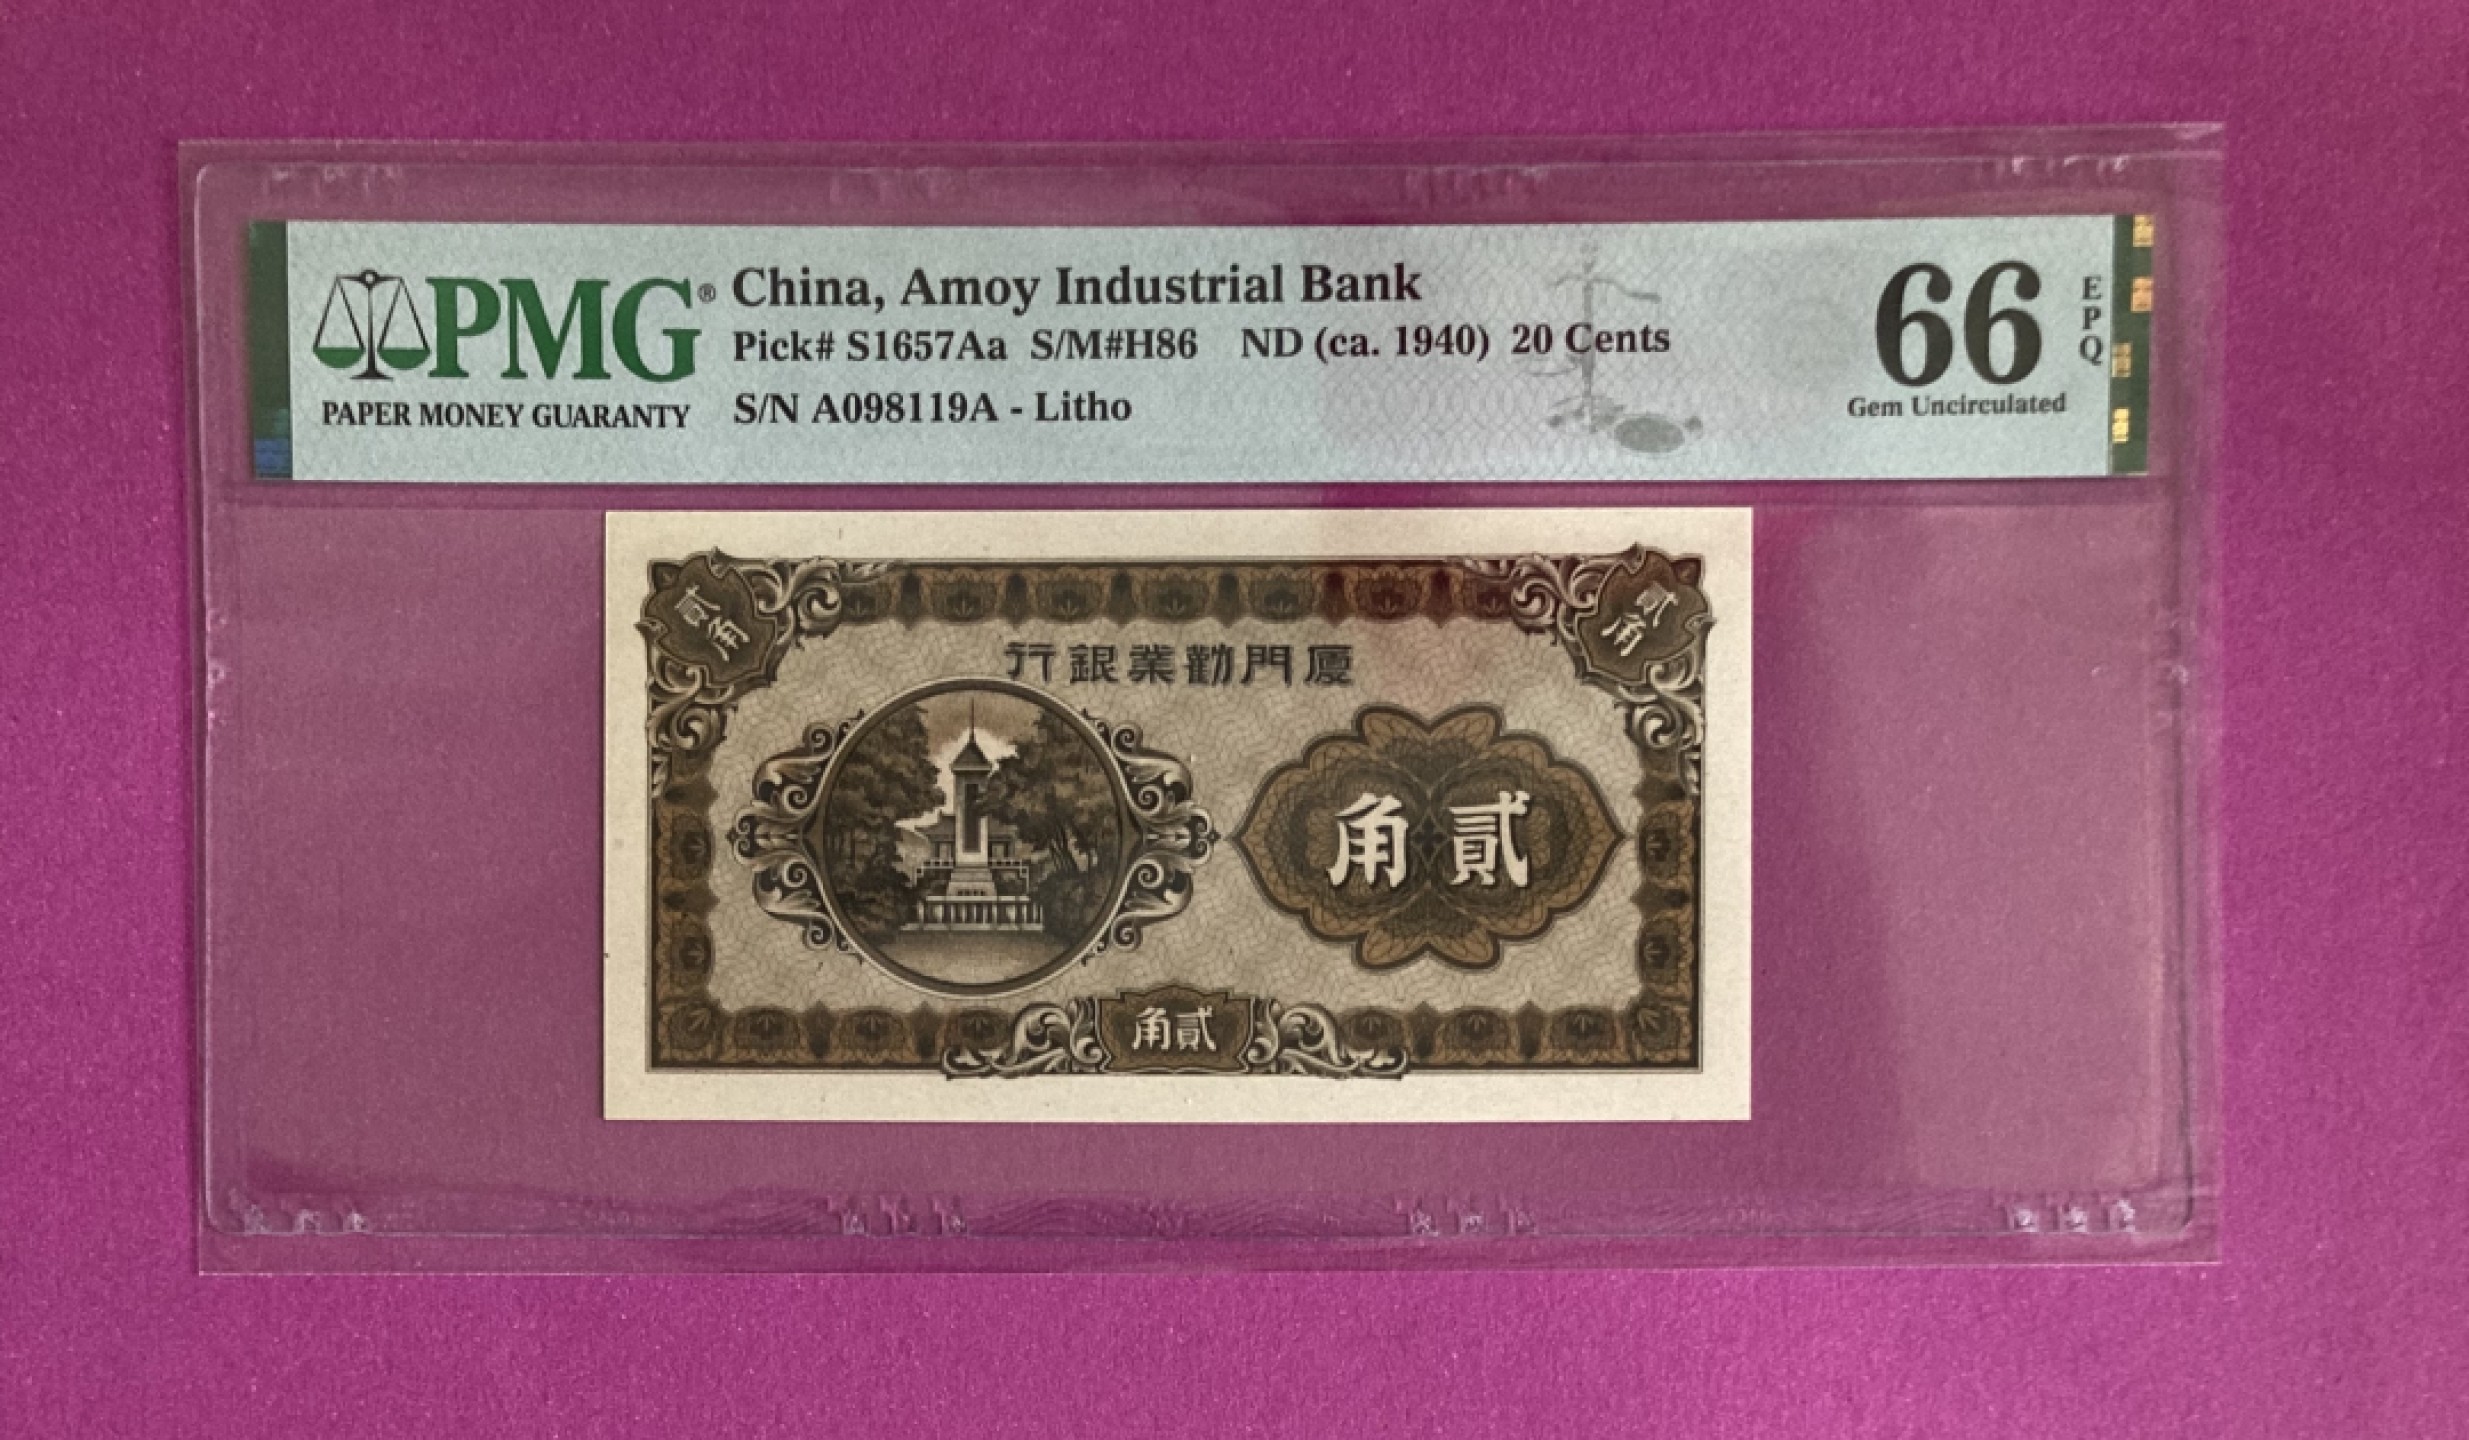 PMG®
PAPER MONEY GUARANTY
China, Amoy Industrial Bank
Pick# S1657Aa S/M#H86 ND (ca. 1940) 20 Cents
S/N A098119A - Litho
66
EPQ
Gem Uncirculated
貳角
貳角
行銀業勸門廈
角貳
角貳